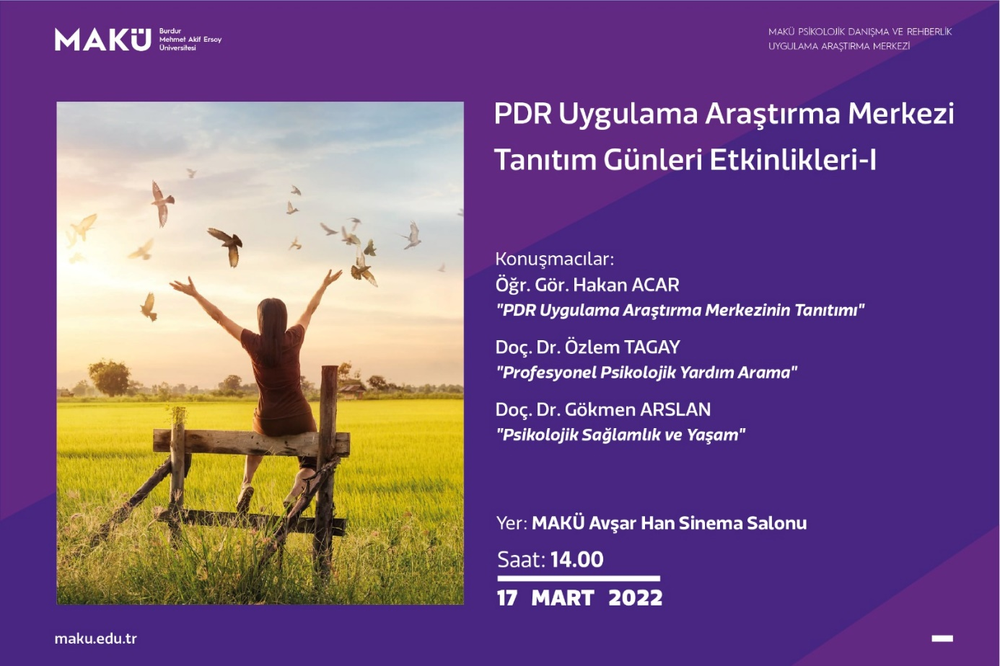 MAKÜ
Burdur
Mehmet Akif Ersoy
Üniversitesi
MAKÜ PSİKOLOJİK DANIŞMA VE REHBERLİK
UYGULAMA ARAŞTIRMA MERKEZİ
PDR Uygulama Araştırma Merkezi
Tanıtım Günleri Etkinlikleri-I
Konuşmacılar:
Öğr. Gör. Hakan ACAR
"PDR Uygulama Araştırma Merkezinin Tanıtımı"
Doç. Dr. Özlem TAGAY
"Profesyonel Psikolojik Yardım Arama"
Doç. Dr. Gökmen ARSLAN
"Psikolojik Sağlamlık ve Yaşam"
Yer: MAKÜ Avşar Han Sinema Salonu
Saat: 14.00
17 MART 2022
maku.edu.tr